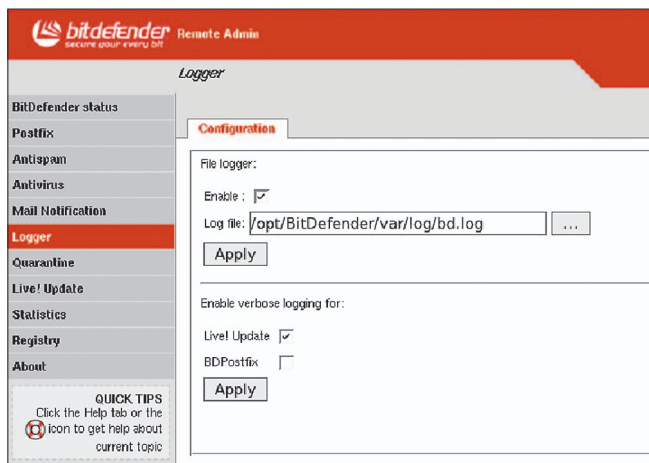 bitdefender Remote Admin
secure your every bit
Logger
BitDefender status
Postfix
Antispam
Antivirus
Mail Notification
Logger
Quarantine
Live! Update
Statistics
Registry
About
QUICK TIPS
Click the Help tab or the
icon to get help about
current topic
Configuration
File logger:
Enable :
Log file: /opt/BitDefender/var/log/bd.log ...
Apply
Enable verbose logging for:
Live! Update
BDPostfix
Apply